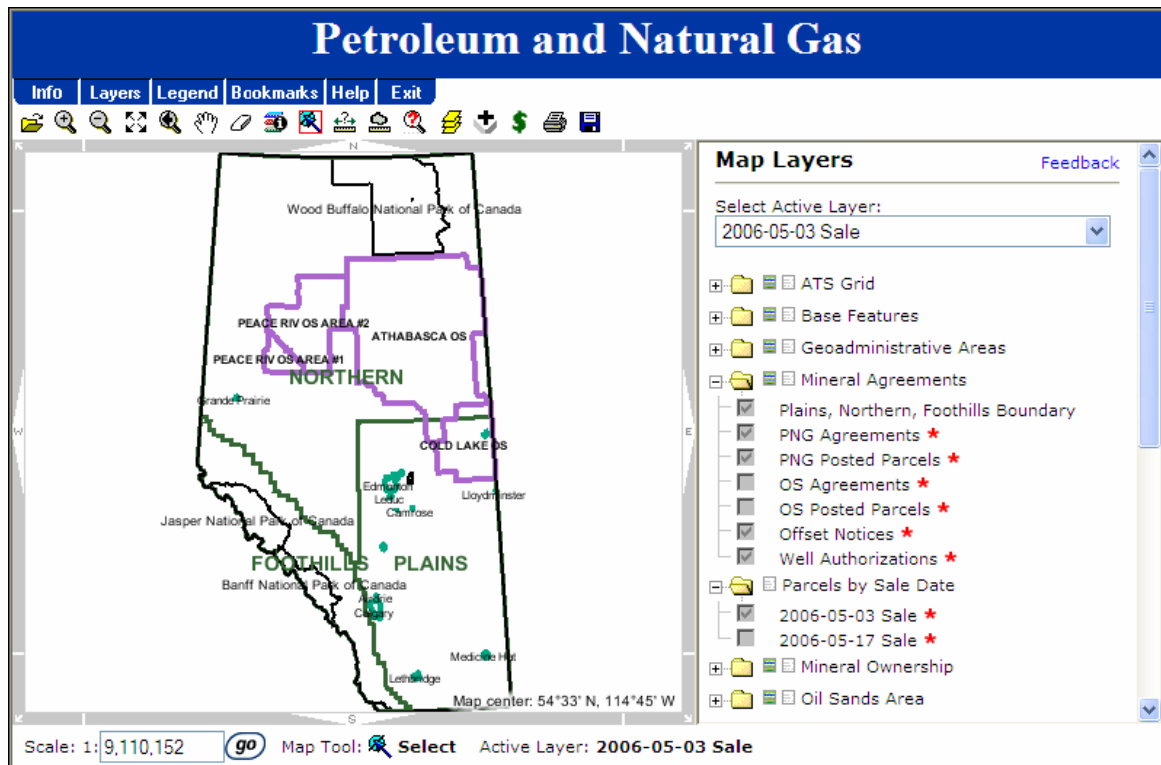 Petroleum and Natural Gas
Info Layers Legend Bookmarks Help Exit
N
Wood Buffalo National Park of Canada
PEACE RIV OS AREA #2
ATHABASCA OS
PEACE RIV OS AREA #1
NORTHERN
Grande Prairie
W
E
COLD LAKE OS
Edmonton
Leduc
Lloydminster
Camrose
Jasper National Park of Canada
FOOTHILLS PLAINS
Banff National Park of Canada
Airdrie
Calgary
Medicine Hat
Lethbridge
Map center: 54°33' N, 114°45' W
S
Map Layers
Feedback
Select Active Layer:
2006-05-03 Sale
ATS Grid
Base Features
Geoadministrative Areas
Mineral Agreements
Plains, Northern, Foothills Boundary
PNG Agreements *
PNG Posted Parcels *
OS Agreements *
OS Posted Parcels *
Offset Notices *
Well Authorizations *
Parcels by Sale Date
2006-05-03 Sale *
2006-05-17 Sale *
Mineral Ownership
Oil Sands Area
Scale: 1: 9,110,152 go Map Tool: Select Active Layer: 2006-05-03 Sale